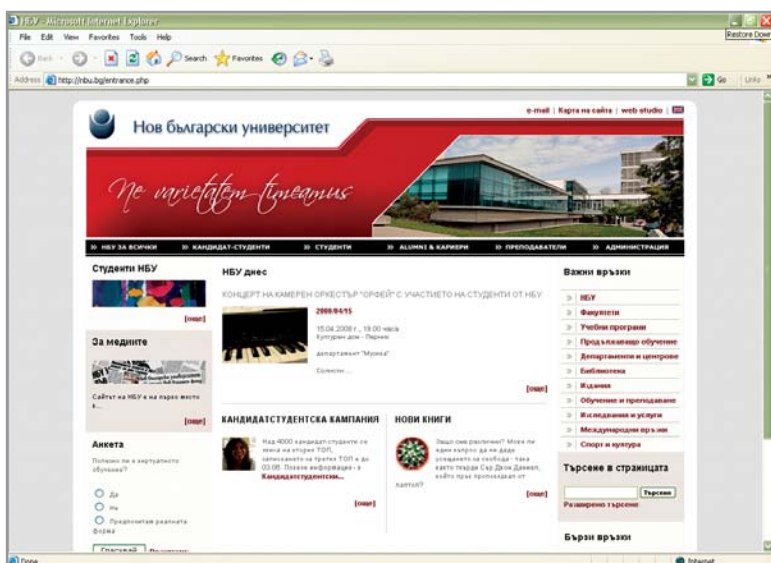 НБУ - Microsoft Internet Explorer
File Edit View Favorites Tools Help
Restore Down
Back Search Favorites
Address http://nbu.bg/entrance.php Go Links
e-mail | Карта на сайта | web studio |
Нов български университет
Ne varietatem timeamus
» НБУ ЗА ВСИЧКИ » КАНДИДАТ-СТУДЕНТИ » СТУДЕНТИ » ALUMNI & КАРИЕРИ » ПРЕПОДАВАТЕЛИ » АДМИНИСТРАЦИЯ
Студенти НБУ
[още]
За медиите
Сайтът на НБУ е на първо място
в...
[още]
Анкета
Полезно ли е виртуалното
обучение?
Да
Не
Предпочитам реалната
форма
Гласувай
НБУ днес
КОНЦЕРТ НА КАМЕРЕН ОРКЕСТЪР "ОРФЕЙ" С УЧАСТИЕТО НА СТУДЕНТИ ОТ НБУ
2008/04/15
15.04.2008 г., 19.00 часа
Културен дом - Перник
департамент "Музика"
Солисти...
[още]
КАНДИДАТСТУДЕНТСКА КАМПАНИЯ
Над 4000 кандидат-студенти се
явиха на втория ТОП,
записването за третия ТОП е до
03.06. Повече информация - в
Кандидатстудентски...
[още]
НОВИ КНИГИ
Защо сме различни? Може ли
един вирус да ни даде
усещането за свобода - така
както твърди Сър Джон Даниел,
който пръв проповядва от
лаптоп?
[още]
Важни връзки
» НБУ
» Факултети
» Учебни програми
» Продължаващо обучение
» Департаменти и центрове
» Библиотека
» Издания
» Обучение и преподаване
» Изследвания и услуги
» Международни връзки
» Спорт и култура
Търсене в страницата
Търсене
Разширено търсене
Бързи връзки
Done Internet